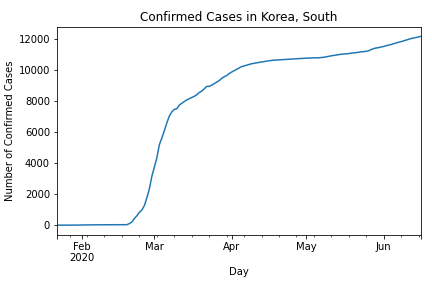 Confirmed Cases in Korea, South
Number of Confirmed Cases
12000
10000
8000
6000
4000
2000
0
Feb Mar Apr May Jun
2020
Day